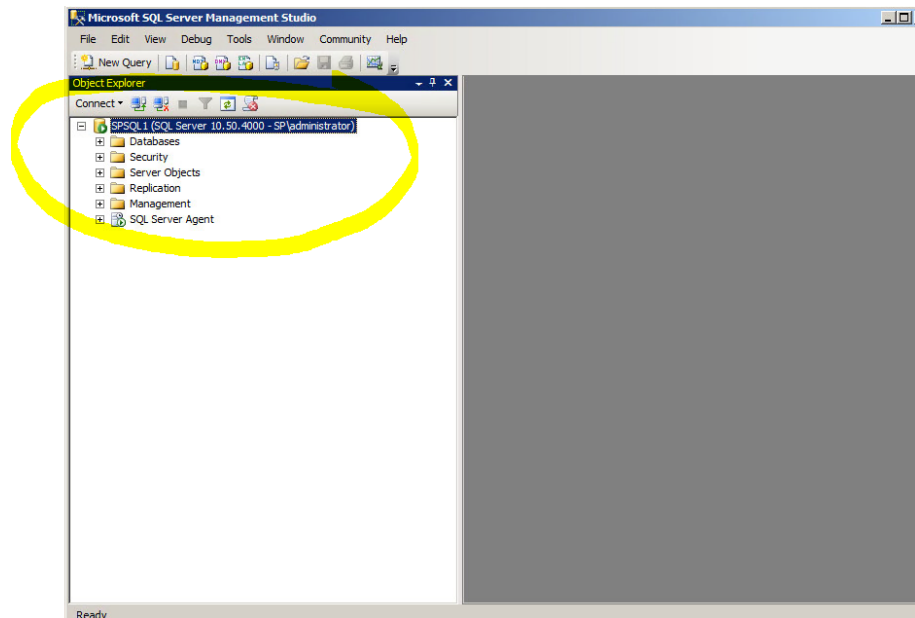 Microsoft SQL Server Management Studio
File Edit View Debug Tools Window Community Help
New Query
Object Explorer
Connect
SPSQL1 (SQL Server 10.50.4000 - SP\administrator)
Databases
Security
Server Objects
Replication
Management
SQL Server Agent
Ready